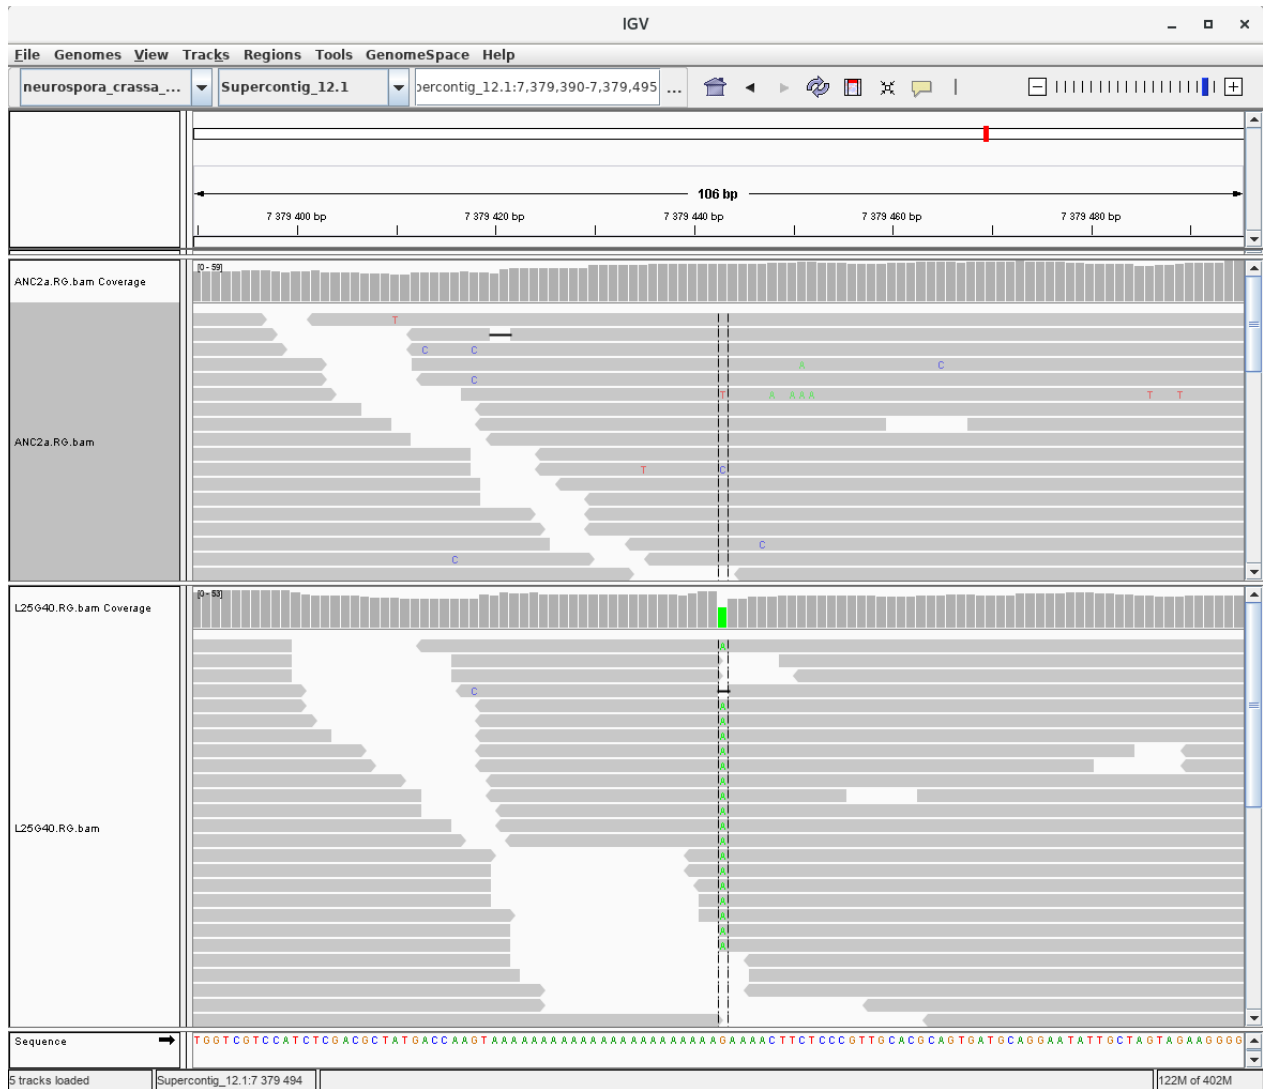 IGV
File Genomes View Tracks Regions Tools GenomeSpace Help
neurospora_crassa_... Supercontig_12.1 percontig_12.1:7,379,390-7,379,495 ...
106 bp
7 379 400 bp 7 379 420 bp 7 379 440 bp 7 379 460 bp 7 379 480 bp
[0 - 59]
ANC2a.RG.bam Coverage
T
C C
A C
C
T A A A A T T
ANC2a.RG.bam
T C
C
C
[0 - 53]
L25G40.RG.bam Coverage
A
C
A
A
A
A
A
A
A
A
A
L25G40.RG.bam
A
A
A
A
A
A
A
A
Sequence TGGTCGTCCATCTCGACGCTATGACCAAGTAAAAAAAAAAAAAAAAAAAAAAAGAAAACTTCTCCCGTTGCACGCAGTGATGCAGGAATATTGCTAGTAGAAGGGG
5 tracks loaded Supercontig_12.1:7 379 494 122M of 402M